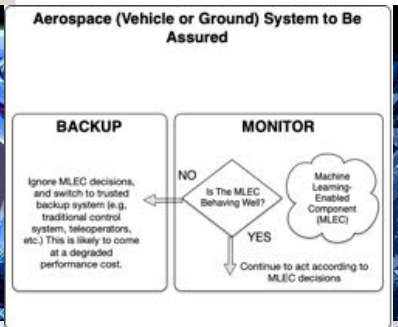 Aerospace (Vehicle or Ground) System to Be
Assured
BACKUP
Ignore MLEC decisions,
and switch to trusted
backup system (e.g,
traditional control
system, teleoperators,
etc.) This is likely to come
at a degraded
performance cost.
MONITOR
NO
Is The MLEC
Behaving Well?
YES
Machine
Learning-
Enabled
Component
(MLEC)
Continue to act according to
MLEC decisions